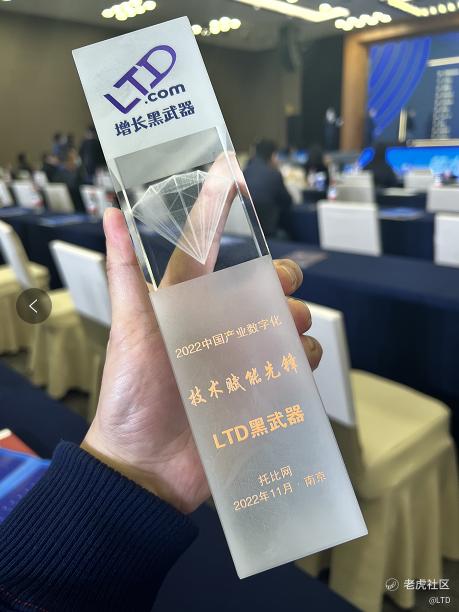 LTD
.com
增长黑武器
2022中国产业数字化
技术赋能先锋
LTD黑武器
托比网
2022年11月·南京
老虎社区
@LTD